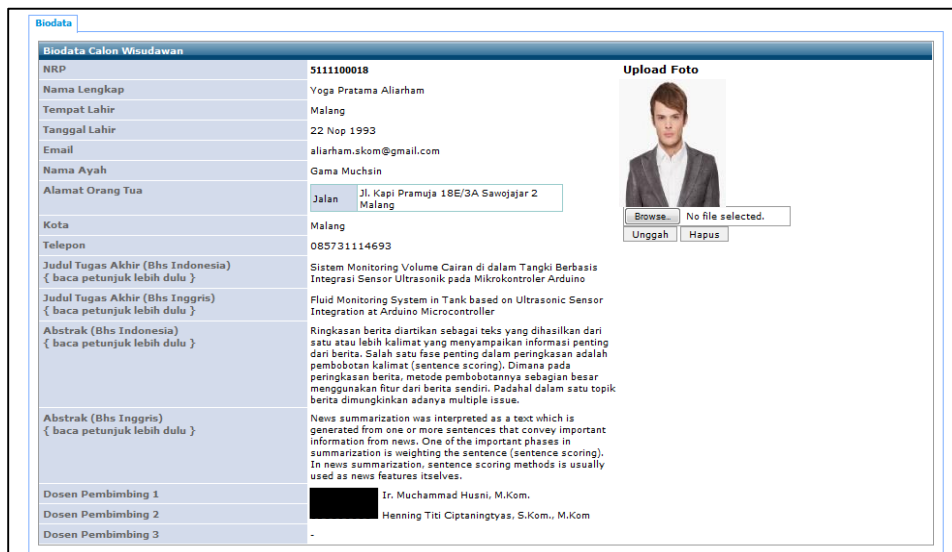 Biodata
Biodata Calon Wisudawan
NRP 5111100018
Upload Foto
Nama Lengkap Yoga Pratama Aliarham
Tempat Lahir Malang
Tanggal Lahir 22 Nop 1993
Email aliarham.skom@gmail.com
Nama Ayah Gama Muchsin
Alamat Orang Tua
Jalan
Jl. Kapi Pramuja 18E/3A Sawojajar 2
Malang
Browse.. No file selected.
Unggah Hapus
Kota Malang
Telepon 085731114693
Judul Tugas Akhir (Bhs Indonesia)
{ baca petunjuk lebih dulu }
Sistem Monitoring Volume Cairan di dalam Tangki Berbasis
Integrasi Sensor Ultrasonik pada Mikrokontroler Arduino
Judul Tugas Akhir (Bhs Inggris)
{ baca petunjuk lebih dulu }
Fluid Monitoring System in Tank based on Ultrasonic Sensor
Integration at Arduino Microcontroller
Abstrak (Bhs Indonesia)
{ baca petunjuk lebih dulu }
Ringkasan berita diartikan sebagai teks yang dihasilkan dari
satu atau lebih kalimat yang menyampaikan informasi penting
dari berita. Salah satu fase penting dalam peringkasan adalah
pembobotan kalimat (sentence scoring). Dimana pada
peringkasan berita, metode pembobotannya sebagian besar
menggunakan fitur dari berita sendiri. Padahal dalam satu topik
berita dimungkinkan adanya multiple issue.
Abstrak (Bhs Inggris)
{ baca petunjuk lebih dulu }
News summarization was interpreted as a text which is
generated from one or more sentences that convey important
information from news. One of the important phases in
summarization is weighting the sentence (sentence scoring).
In news summarization, sentence scoring methods is usually
used as news features itselves.
Dosen Pembimbing 1 Ir. Muchammad Husni, M.Kom.
Dosen Pembimbing 2 Henning Titi Ciptaningtyas, S.Kom., M.Kom
Dosen Pembimbing 3 -